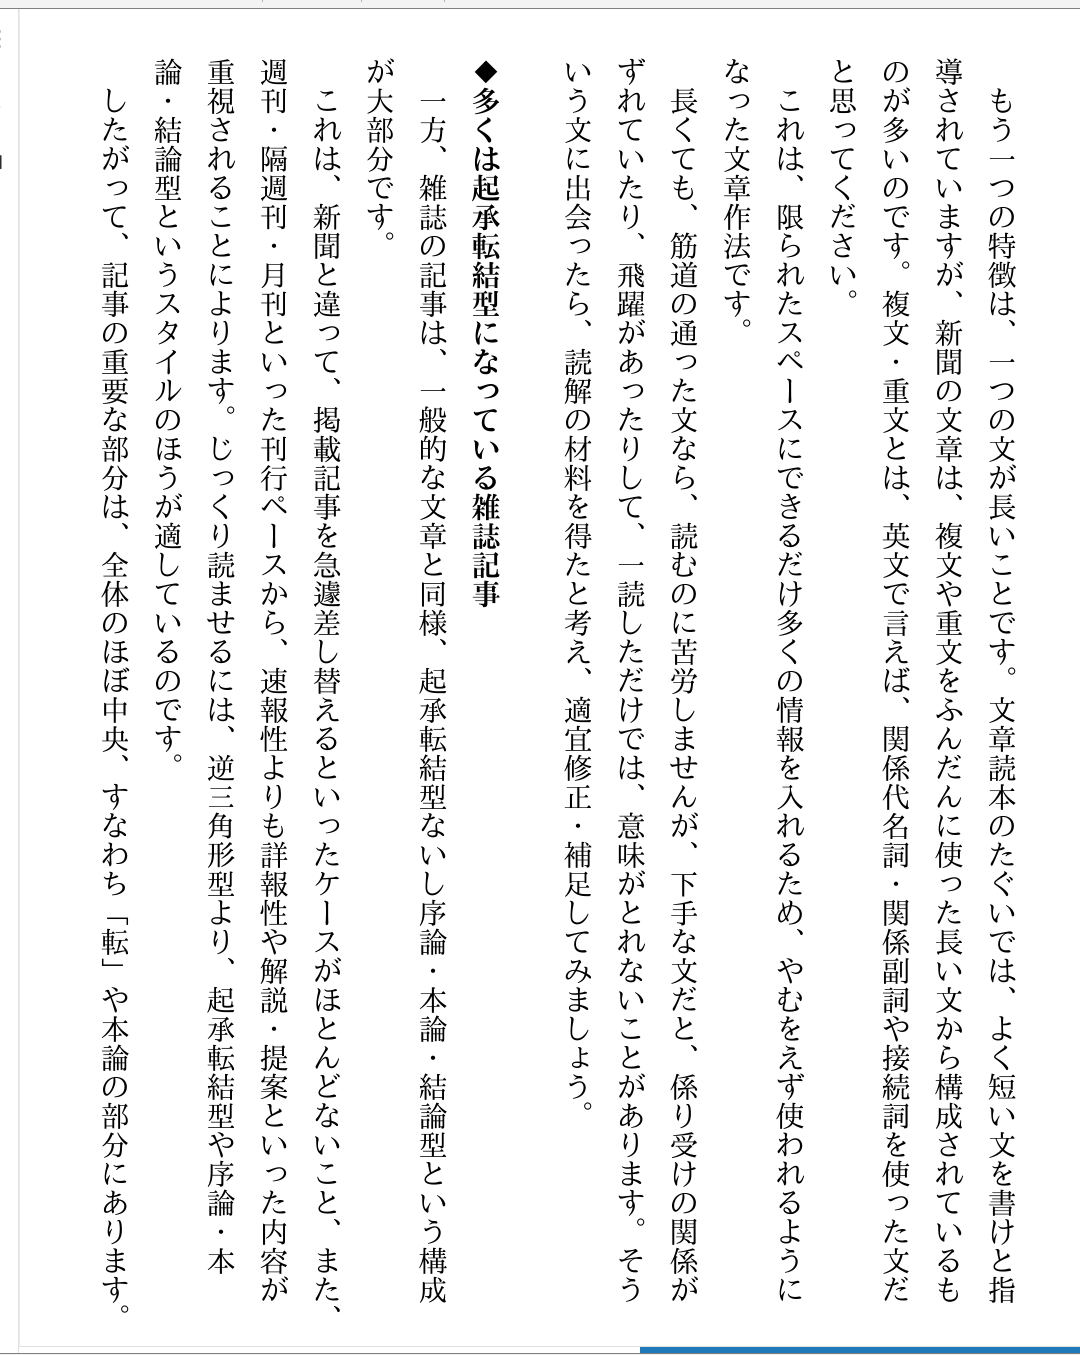 もう一つの特徴は、一つの文が長いことです。文章読本のたぐいでは、よく短い文を書けと指
導されていますが、新聞の文章は、複文や重文をふんだんに使った長い文から構成されているも
のが多いのです。複文・重文とは、英文で言えば、関係代名詞・関係副詞や接続詞を使った文だ
と思ってください。
　これは、限られたスペースにできるだけ多くの情報を入れるため、やむをえず使われるように
なった文章作法です。
　長くても、筋道の通った文なら、読むのに苦労しませんが、下手な文だと、係り受けの関係が
ずれていたり、飛躍があったりして、一読しただけでは、意味がとれないことがあります。そう
いう文に出会ったら、読解の材料を得たと考え、適宜修正・補足してみましょう。
◆多くは起承転結型になっている雑誌記事
　一方、雑誌の記事は、一般的な文章と同様、起承転結型ないし序論・本論・結論型という構成
が大部分です。
　これは、新聞と違って、掲載記事を急遽差し替えるといったケースがほとんどないこと、また、
週刊・隔週刊・月刊といった刊行ペースから、速報性よりも詳報性や解説・提案といった内容が
重視されることによります。じっくり読ませるには、逆三角形型より、起承転結型や序論・本
論・結論型というスタイルのほうが適しているのです。
　したがって、記事の重要な部分は、全体のほぼ中央、すなわち「転」や本論の部分にあります。